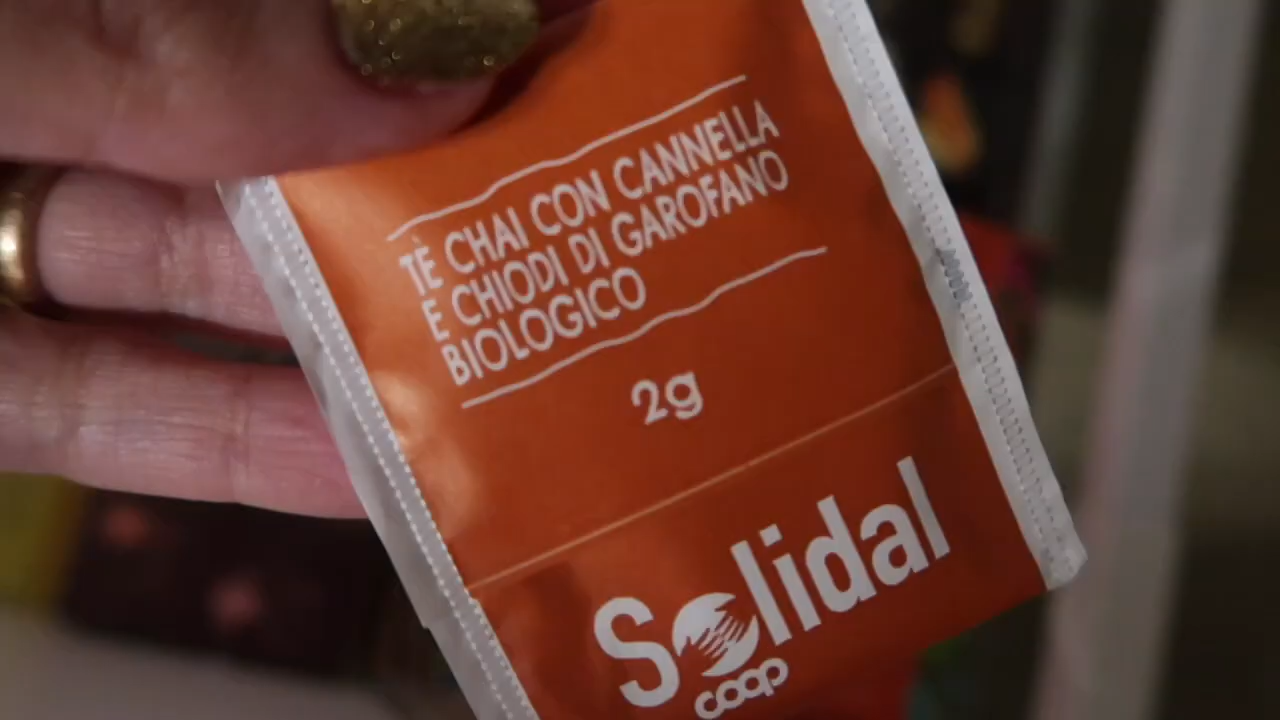 TÈ CHAI CON CANNELLA
E CHIODI DI GAROFANO
BIOLOGICO
2g
Solidal
coop